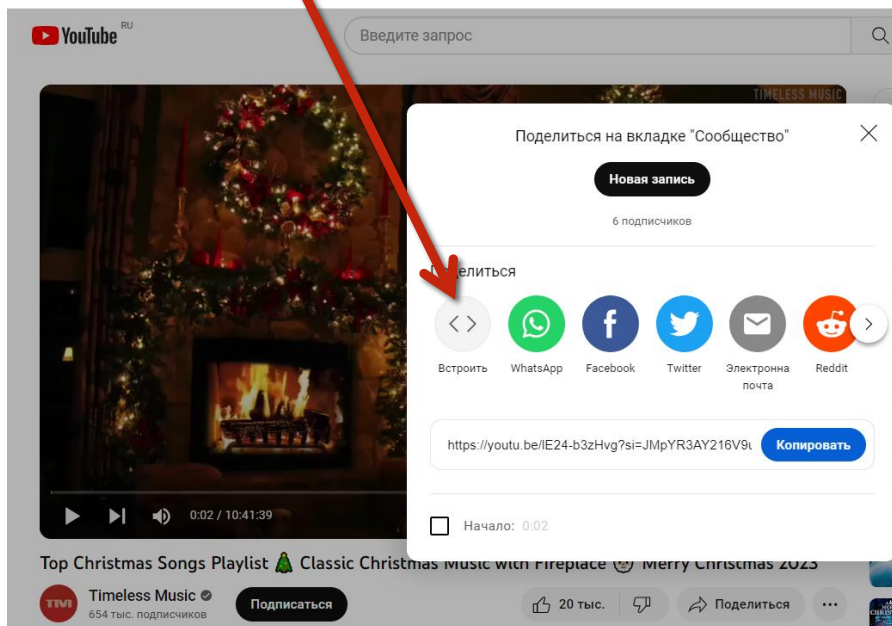 YouTube RU
Введите запрос
TIMELESS MUSIC
Поделиться на вкладке "Сообщество"
Новая запись
6 подписчиков
Поделиться
Встроить
WhatsApp
Facebook
Twitter
Электронна
почта
Reddit
https://youtu.be/IE24-b3zHvg?si=JMpYR3AY216V9
Копировать
0:02 / 10:41:39
Начало: 0:02
Top Christmas Songs Playlist 🎄 Classic Christmas Music with Fireplace 🎅 Merry Christmas 2023
TMI
Timeless Music
654 тыс. подписчиков
Подписаться
20 тыс.
Поделиться